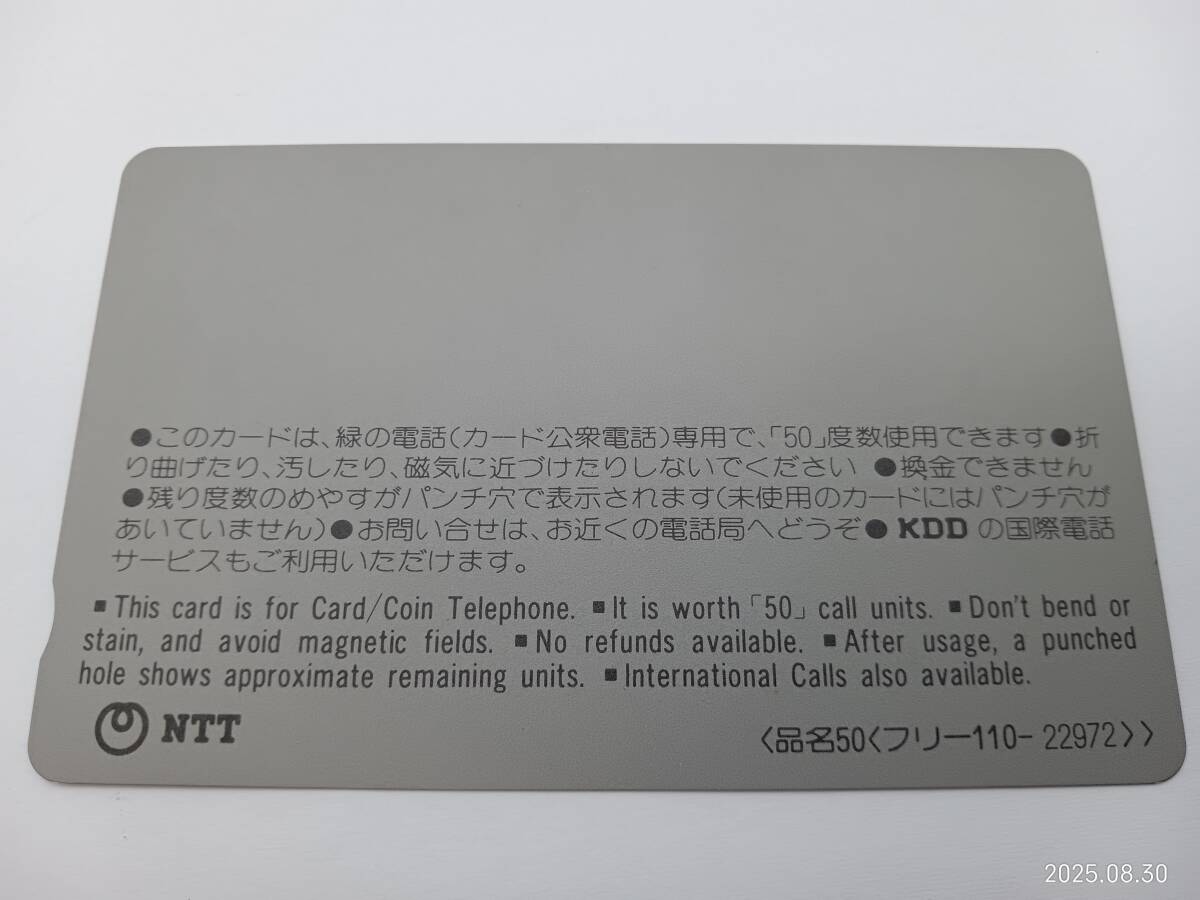 ●このカードは、緑の電話(カード公衆電話)専用で、「50」度数使用できます●折
り曲げたり、汚したり、磁気に近づけたりしないでください ●換金できません
●残り度数のめやすがパンチ穴で表示されます(未使用のカードにはパンチ穴が
あいていません)●お問い合せは、お近くの電話局へどうぞ● KDD の国際電話
サービスもご利用いただけます。
■ This card is for Card/Coin Telephone. ■ It is worth「50」call units. ■ Don't bend or
stain, and avoid magnetic fields. ■ No refunds available. ■ After usage, a punched
hole shows approximate remaining units. ■ International Calls also available.
NTT
〈品名50〈フリー110-22972〉〉
2025.08.30